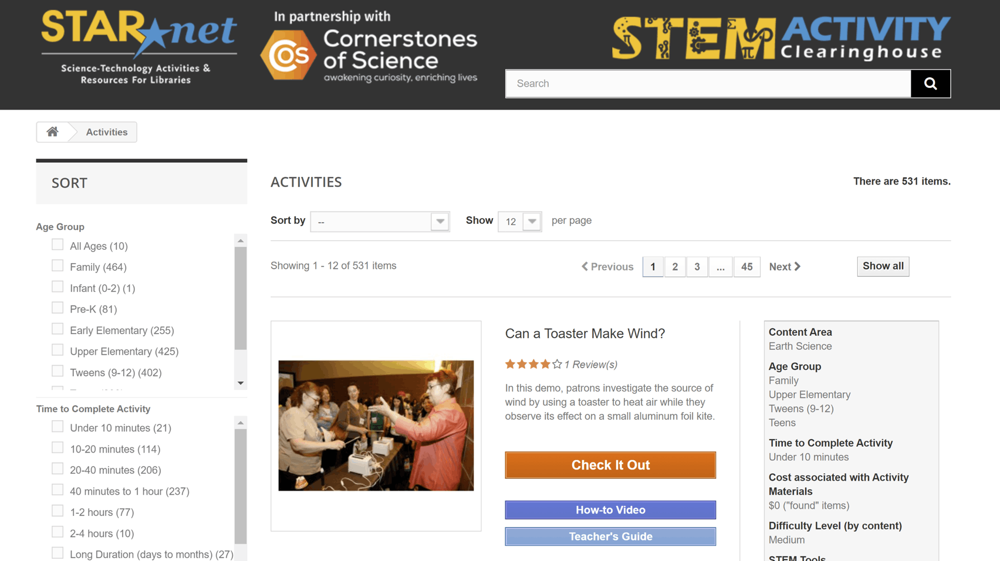 STAR net
Science-Technology Activities &
Resources For Libraries
In partnership with
COS
Cornerstones
of Science
awakening curiosity, enriching lives
STEM ACTIVITY
Clearinghouse
Search
Activities
SORT
Age Group
All Ages (10)
Family (464)
Infant (0-2) (1)
Pre-K (81)
Early Elementary (255)
Upper Elementary (425)
Tweens (9-12) (402)
Time to Complete Activity
Under 10 minutes (21)
10-20 minutes (114)
20-40 minutes (206)
40 minutes to 1 hour (237)
1-2 hours (77)
2-4 hours (10)
Long Duration (days to months) (27)
ACTIVITIES
There are 531 items.
Sort by -- Show 12 per page
Showing 1 - 12 of 531 items
Previous 1 2 3 ... 45 Next
Show all
Can a Toaster Make Wind?
1 Review(s)
In this demo, patrons investigate the source of
wind by using a toaster to heat air while they
observe its effect on a small aluminum foil kite.
Check It Out
How-to Video
Teacher's Guide
Content Area
Earth Science
Age Group
Family
Upper Elementary
Tweens (9-12)
Teens
Time to Complete Activity
Under 10 minutes
Cost associated with Activity
Materials
$0 ("found" items)
Difficulty Level (by content)
Medium
STEM Tools